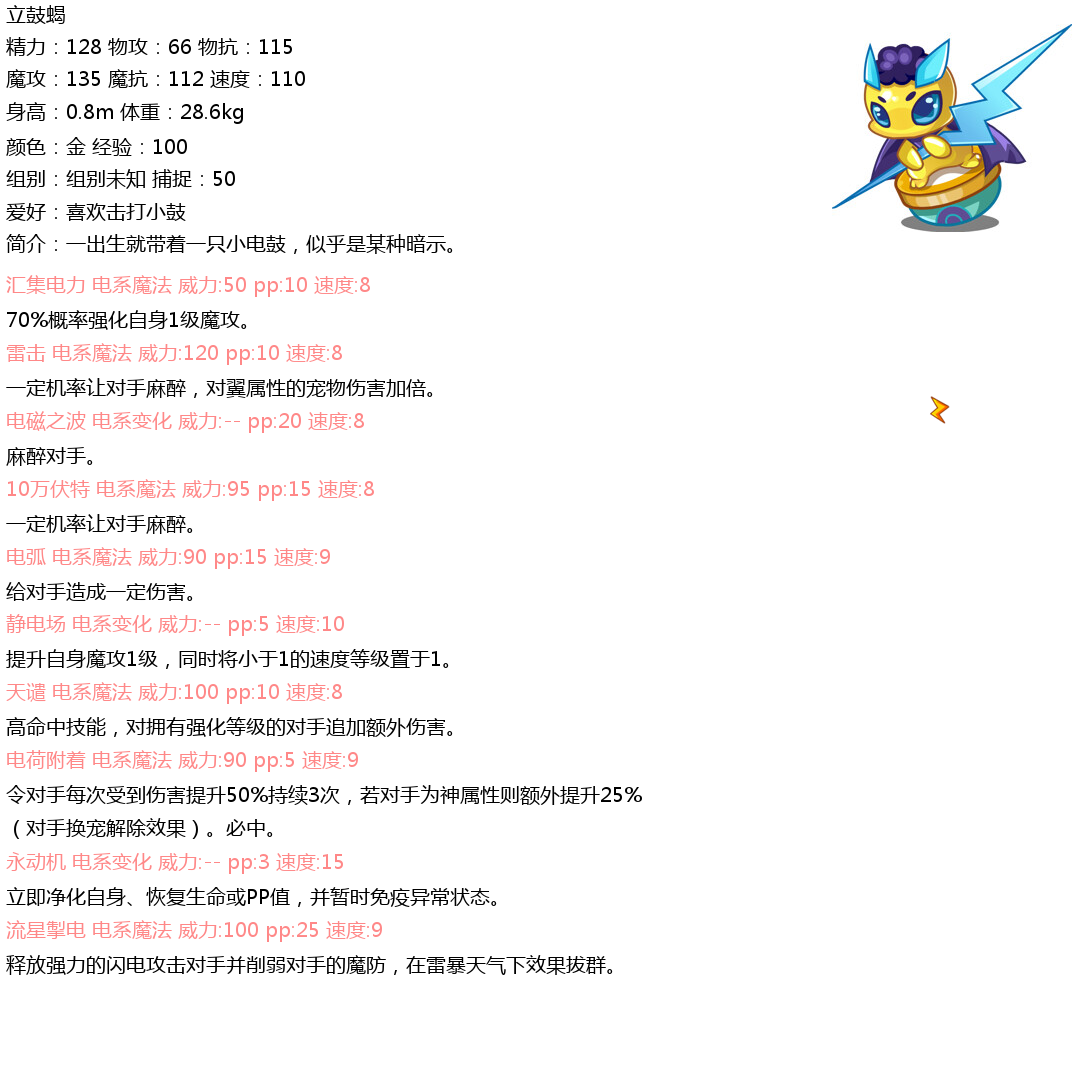 立鼓蝎
精力：128 物攻：66 物抗：115
魔攻：135 魔抗：112 速度：110
身高：0.8m 体重：28.6kg
颜色：金 经验：100
组别：组别未知 捕捉：50
爱好：喜欢击打小鼓
简介：一出生就带着一只小电鼓，似乎是某种暗示。
汇集电力 电系魔法 威力:50 pp:10 速度:8
70%概率强化自身1级魔攻。
雷击 电系魔法 威力:120 pp:10 速度:8
一定机率让对手麻醉，对翼属性的宠物伤害加倍。
电磁之波 电系变化 威力:-- pp:20 速度:8
麻醉对手。
10万伏特 电系魔法 威力:95 pp:15 速度:8
一定机率让对手麻醉。
电弧 电系魔法 威力:90 pp:15 速度:9
给对手造成一定伤害。
静电场 电系变化 威力:-- pp:5 速度:10
提升自身魔攻1级，同时将小于1的速度等级置于1。
天谴 电系魔法 威力:100 pp:10 速度:8
高命中技能，对拥有强化等级的对手追加额外伤害。
电荷附着 电系魔法 威力:90 pp:5 速度:9
令对手每次受到伤害提升50%持续3次，若对手为神属性则额外提升25%
（对手换宠解除效果）。必中。
永动机 电系变化 威力:-- pp:3 速度:15
立即净化自身、恢复生命或PP值，并暂时免疫异常状态。
流星掣电 电系魔法 威力:100 pp:25 速度:9
释放强力的闪电攻击对手并削弱对手的魔防，在雷暴天气下效果拔群。